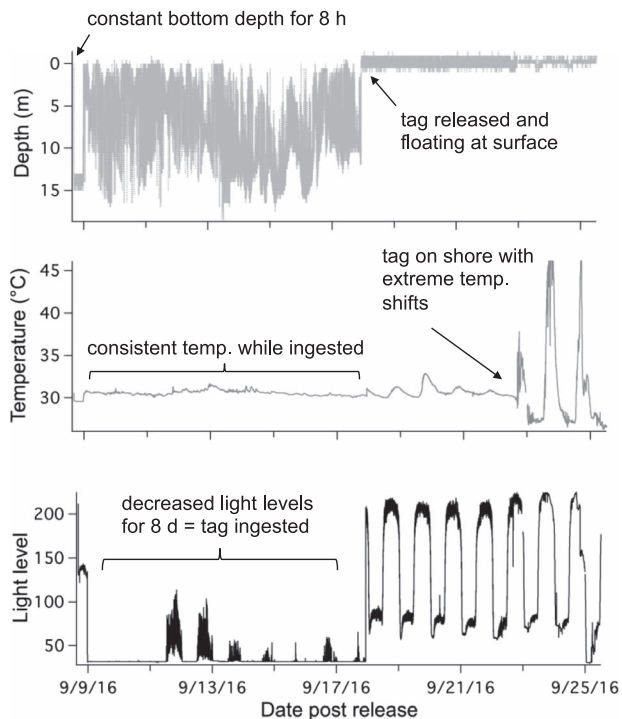 constant bottom depth for 8 h
0
5
10
15
Depth (m)
tag released and
floating at surface
45
40
35
30
Temperature (°C)
tag on shore with
extreme temp.
shifts
consistent temp. while ingested
200
150
100
50
Light level
decreased light levels
for 8 d = tag ingested
9/9/16
9/13/16
9/17/16
9/21/16
9/25/16
Date post release